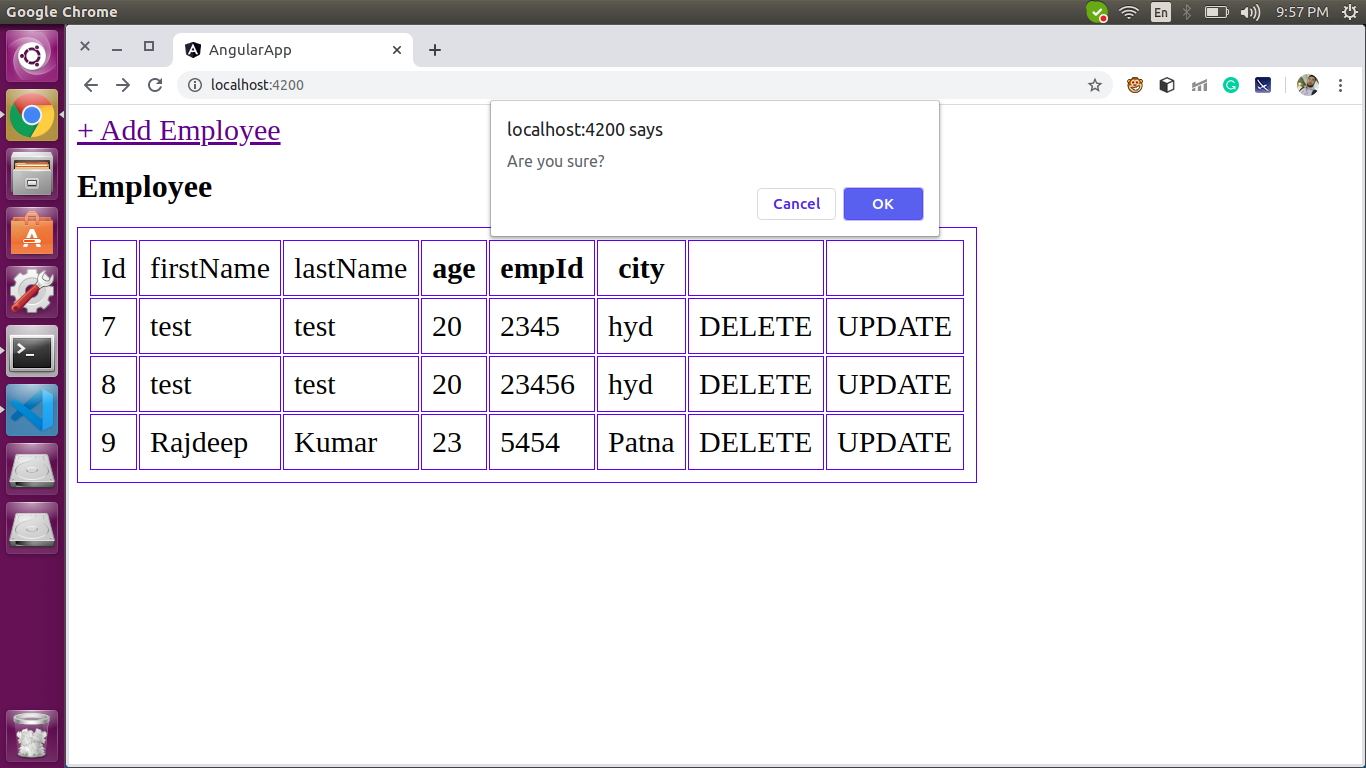 Google Chrome
En
9:57 PM
AngularApp
localhost:4200
localhost:4200 says
Are you sure?
Cancel OK
+ Add Employee
Employee
Id firstName lastName age empId city
7 test test 20 2345 hyd DELETE UPDATE
8 test test 20 23456 hyd DELETE UPDATE
9 Rajdeep Kumar 23 5454 Patna DELETE UPDATE